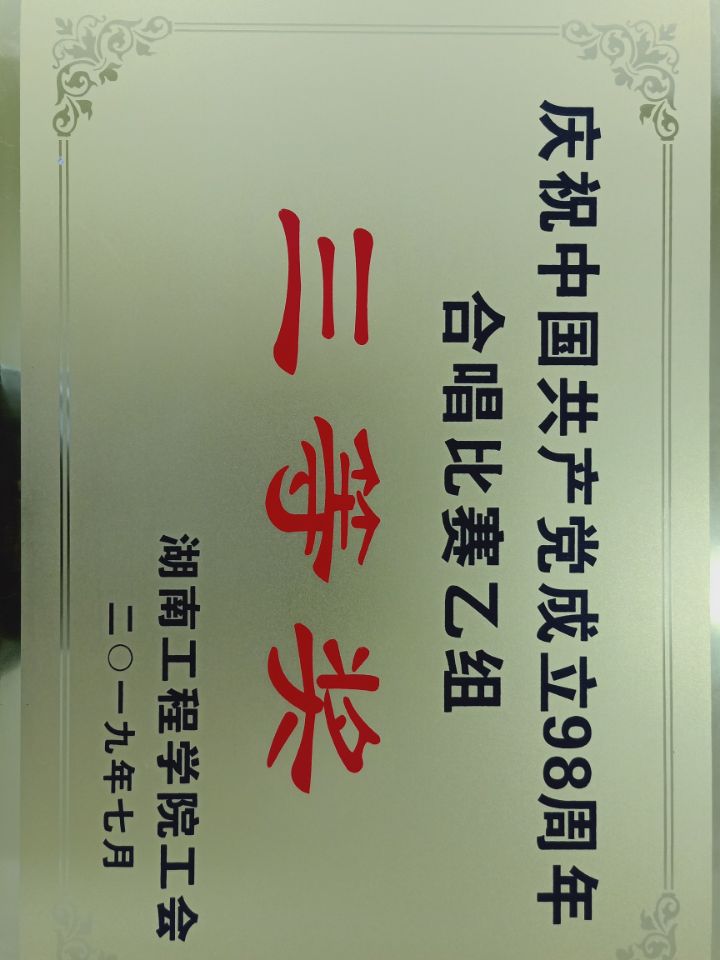 庆祝中国共产党成立98周年
合唱比赛乙组
三等奖
湖南工程学院工会
二〇一九年七月